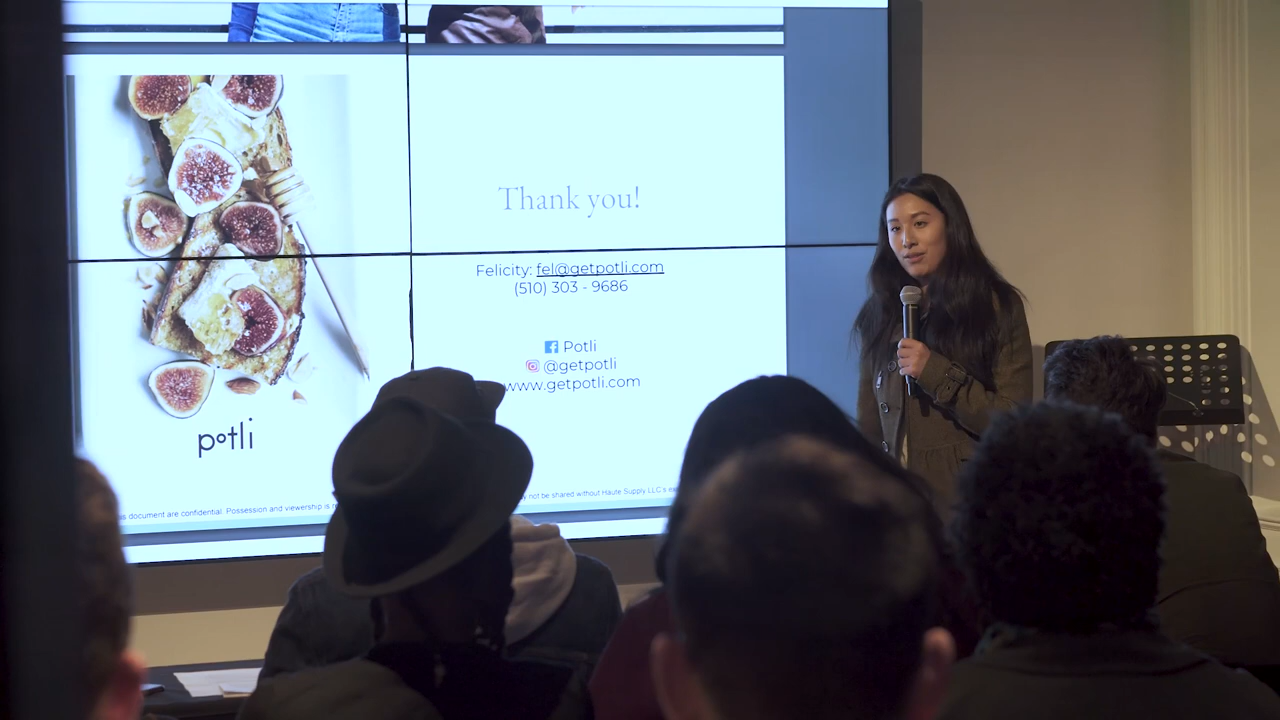 Thank you!
Felicity: fel@getpotli.com
(510) 303 - 9686
Potli
@getpotli
www.getpotli.com
potli
document are confidential. Possession and viewership is
not be shared without Haute Supply LLC's